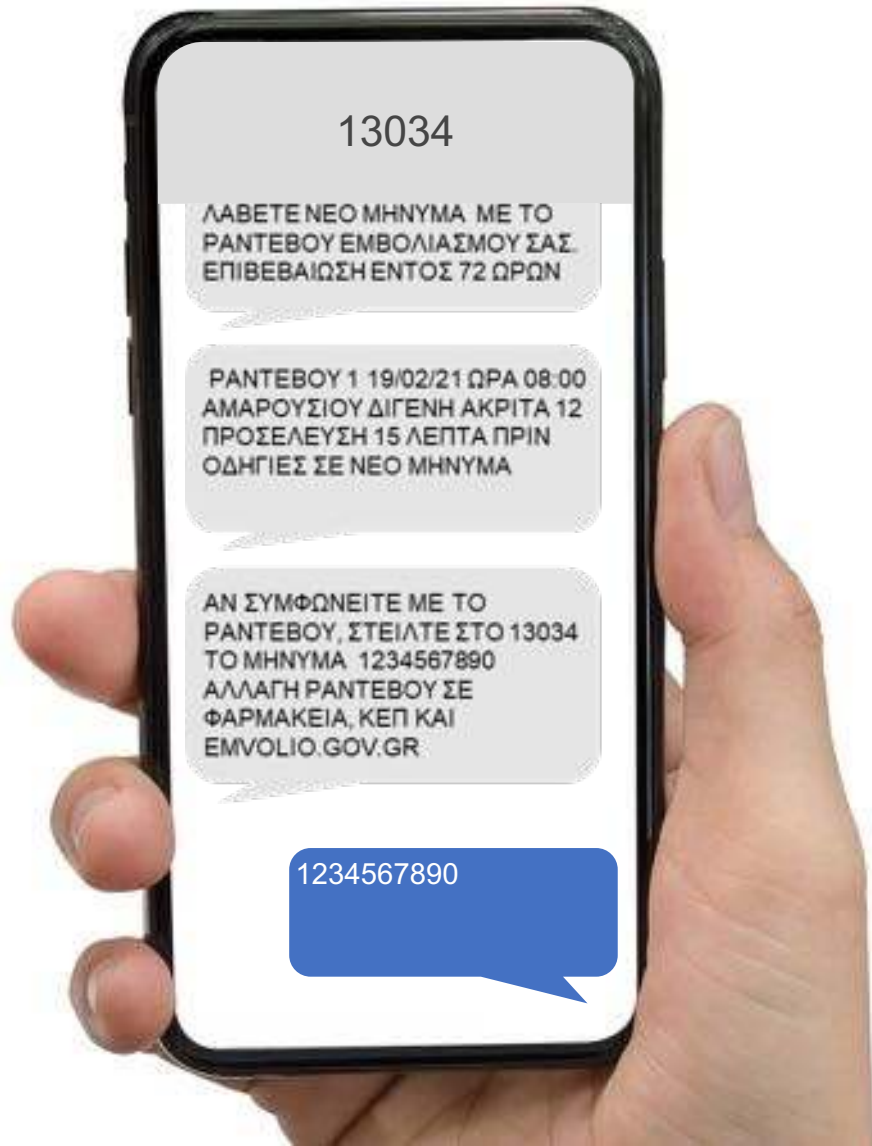 13034
ΛΑΒΕΤΕ ΝΕΟ ΜΗΝΥΜΑ ΜΕ ΤΟ
ΡΑΝΤΕΒΟΥ ΕΜΒΟΛΙΑΣΜΟΥ ΣΑΣ.
ΕΠΙΒΕΒΑΙΩΣΗ ΕΝΤΟΣ 72 ΩΡΩΝ
ΡΑΝΤΕΒΟΥ 1 19/02/21 ΩΡΑ 08:00
ΑΜΑΡΟΥΣΙΟΥ ΔΙΓΕΝΗ ΑΚΡΙΤΑ 12
ΠΡΟΣΕΛΕΥΣΗ 15 ΛΕΠΤΑ ΠΡΙΝ
ΟΔΗΓΙΕΣ ΣΕ ΝΕΟ ΜΗΝΥΜΑ
ΑΝ ΣΥΜΦΩΝΕΙΤΕ ΜΕ ΤΟ
ΡΑΝΤΕΒΟΥ, ΣΤΕΙΛΤΕ ΣΤΟ 13034
ΤΟ ΜΗΝΥΜΑ 1234567890
ΑΛΛΑΓΗ ΡΑΝΤΕΒΟΥ ΣΕ
ΦΑΡΜΑΚΕΙΑ, ΚΕΠ ΚΑΙ
EMVOLIO.GOV.GR
1234567890